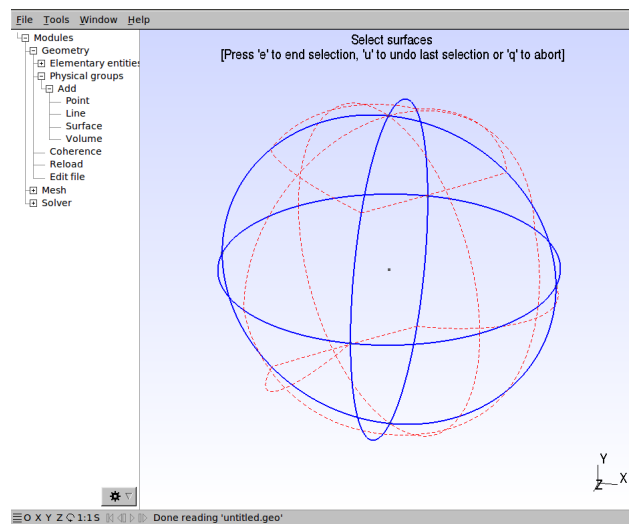 File Tools Window Help
Modules
Geometry
Elementary entities
Physical groups
Add
Point
Line
Surface
Volume
Coherence
Reload
Edit file
Mesh
Solver
Select surfaces
[Press 'e' to end selection, 'u' to undo last selection or 'q' to abort]
Y
Z X
O X Y Z 1:1 S Done reading 'untitled.geo'